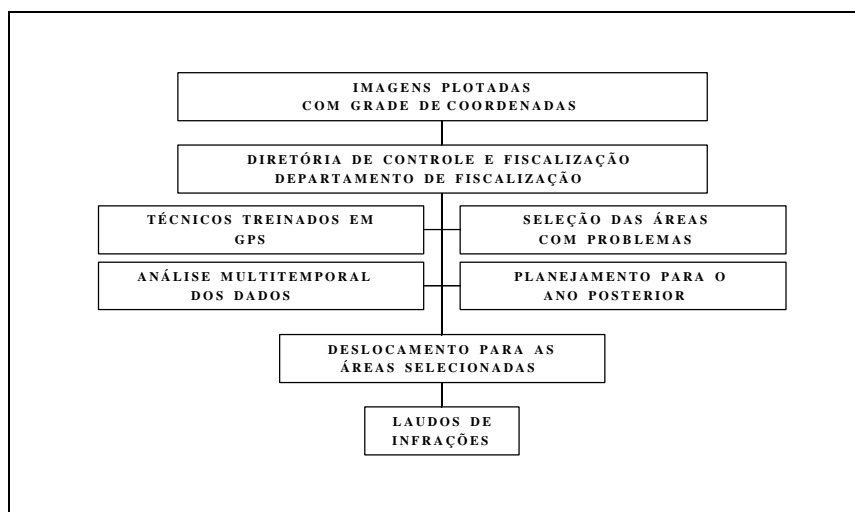 IMAGENS PLOTADAS
COM GRADE DE COORDENADAS
DIRETÓRIA DE CONTROLE E FISCALIZAÇÃO
DEPARTAMENTO DE FISCALIZAÇÃO
TÉCNICOS TREINADOS EM
GPS
SELEÇÃO DAS ÁREAS
COM PROBLEMAS
ANÁLISE MULTITEMPORAL
DOS DADOS
PLANEJAMENTO PARA O
ANO POSTERIOR
DESLOCAMENTO PARA AS
ÁREAS SELECIONADAS
LAUDOS DE
INFRAÇÕES